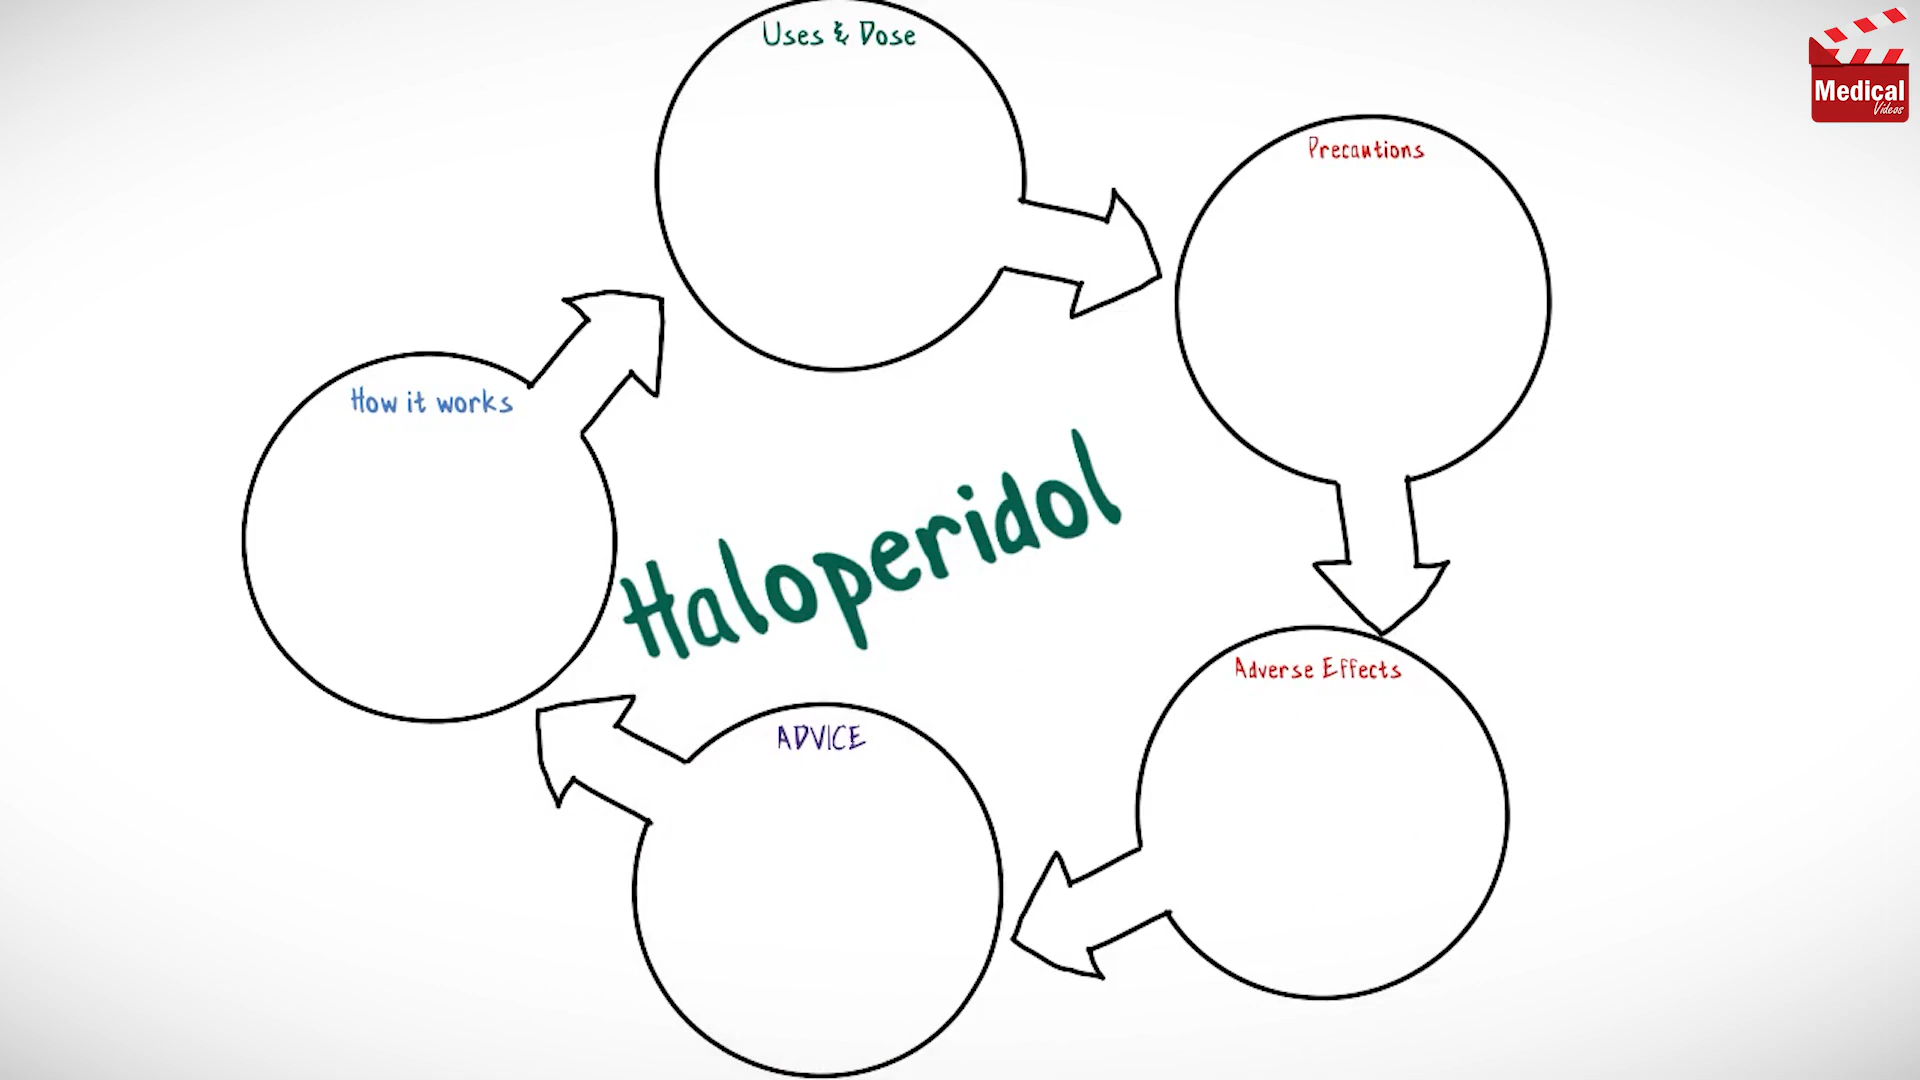 Uses & Dose
Medical
Videos
Precautions
How it works
Haloperidol
Adverse Effects
ADVICE